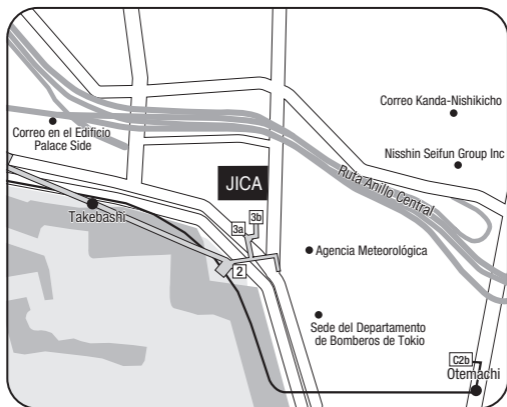 Correo Kanda-Nishikicho
Correo en el Edificio
Palace Side
Nisshin Seifun Group Inc
JICA
Ruta Anillo Central
Takebashi
3b
3a
Agencia Meteorológica
2
Sede del Departamento
de Bomberos de Tokio
C2b
Otemachi